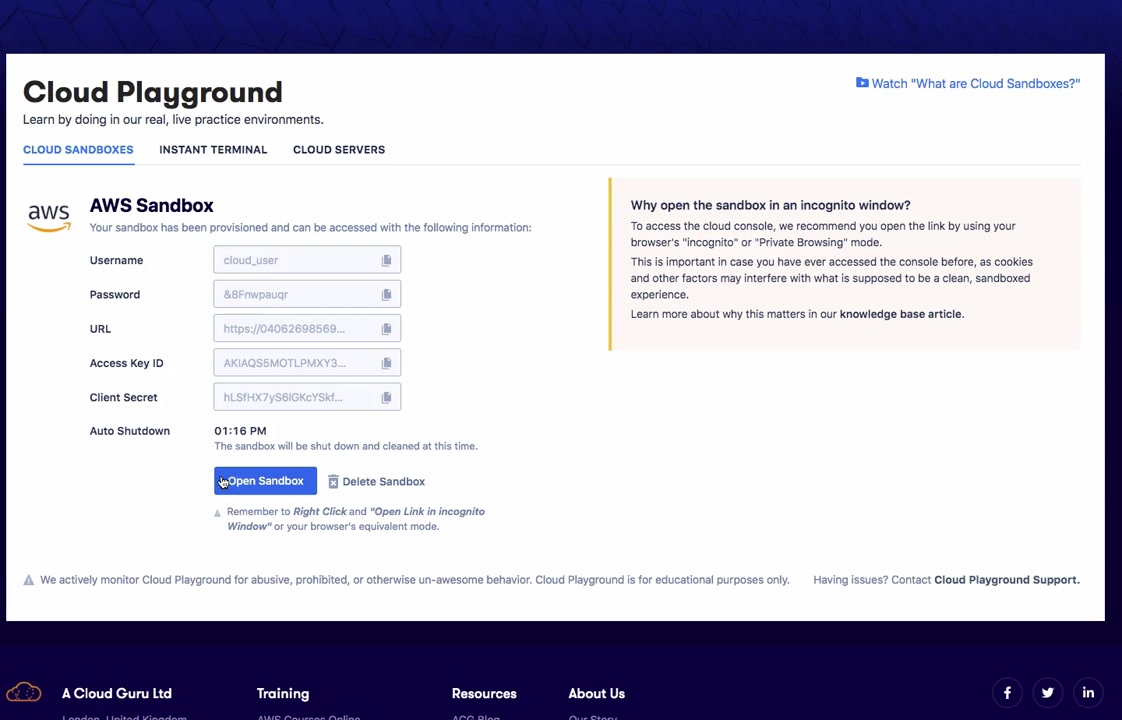 Cloud Playground
Watch "What are Cloud Sandboxes?"
Learn by doing in our real, live practice environments.
CLOUD SANDBOXES
INSTANT TERMINAL
CLOUD SERVERS
aws
AWS Sandbox
Your sandbox has been provisioned and can be accessed with the following information:
Username
cloud_user
Password
&8Fnwpauqr
URL
https://04062698569...
Access Key ID
AKIAQS5MOTLPMXY3...
Client Secret
hLSfHX7yS6IGKcYSkf...
Auto Shutdown
01:16 PM
The sandbox will be shut down and cleaned at this time.
Open Sandbox
Delete Sandbox
Remember to Right Click and "Open Link in incognito
Window" or your browser's equivalent mode.
Why open the sandbox in an incognito window?
To access the cloud console, we recommend you open the link by using your
browser's "incognito" or "Private Browsing" mode.
This is important in case you have ever accessed the console before, as cookies
and other factors may interfere with what is supposed to be a clean, sandboxed
experience.
Learn more about why this matters in our knowledge base article.
We actively monitor Cloud Playground for abusive, prohibited, or otherwise un-awesome behavior. Cloud Playground is for educational purposes only.
Having issues? Contact Cloud Playground Support.
A Cloud Guru Ltd
Training
Resources
About Us
London, United Kingdom
AWS Courses Online
ACG Blog
Our Story